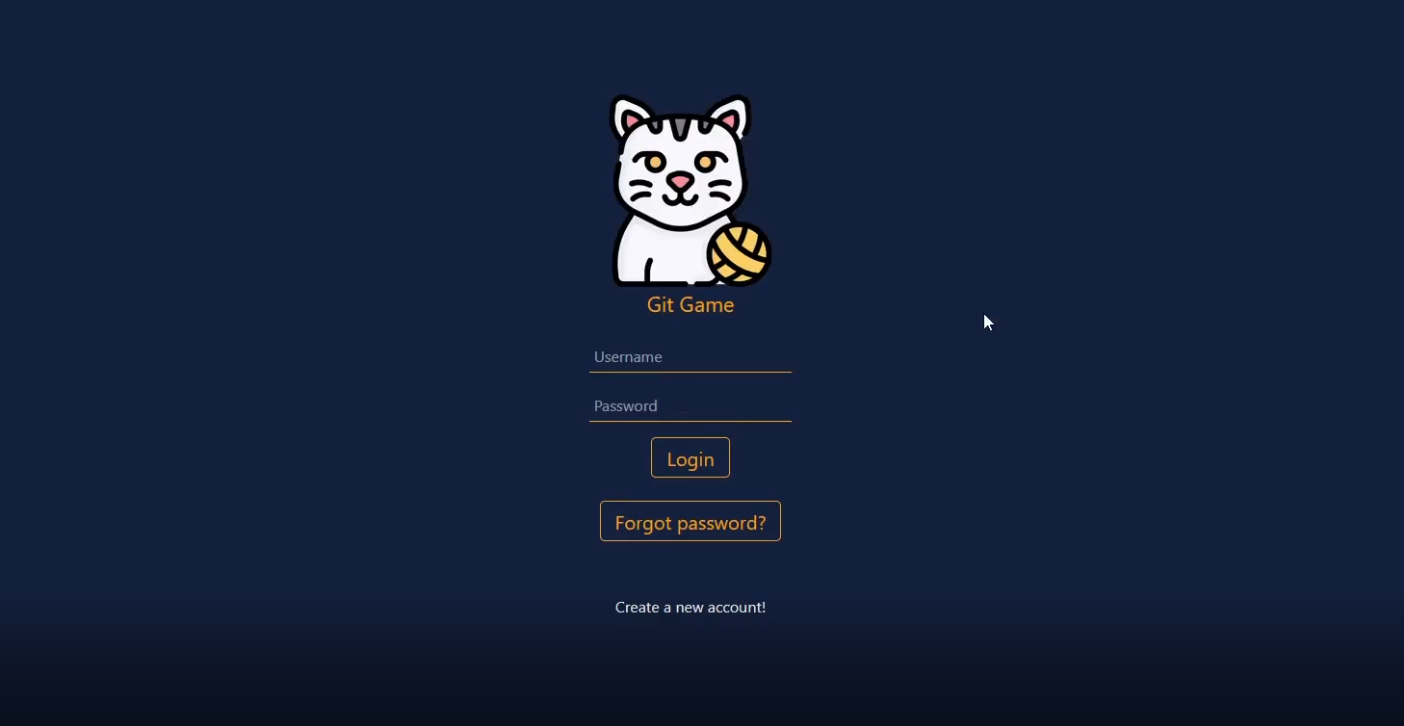 Git Game
Username
Password
Login
Forgot password?
Create a new account!